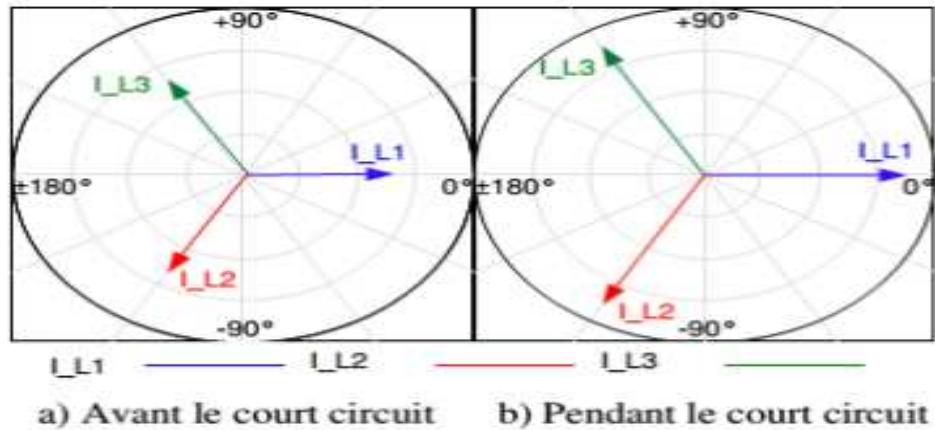 +90° +90°
I_L3 I_L3
I_L1 I_L1
±180° 0° ±180° 0°
I_L2 I_L2
-90° -90°
I_L1 I_L2 I_L3
a) Avant le court circuit b) Pendant le court circuit